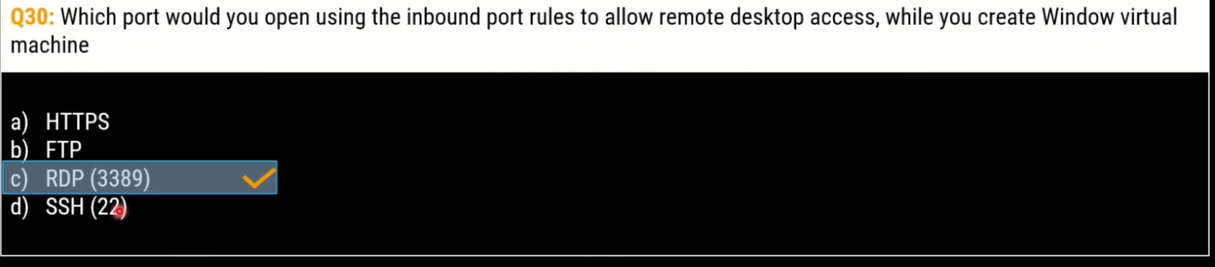 Q30: Which port would you open using the inbound port rules to allow remote desktop access, while you create Window virtual
machine
a) HTTPS
b) FTP
c) RDP (3389)
d) SSH (22)